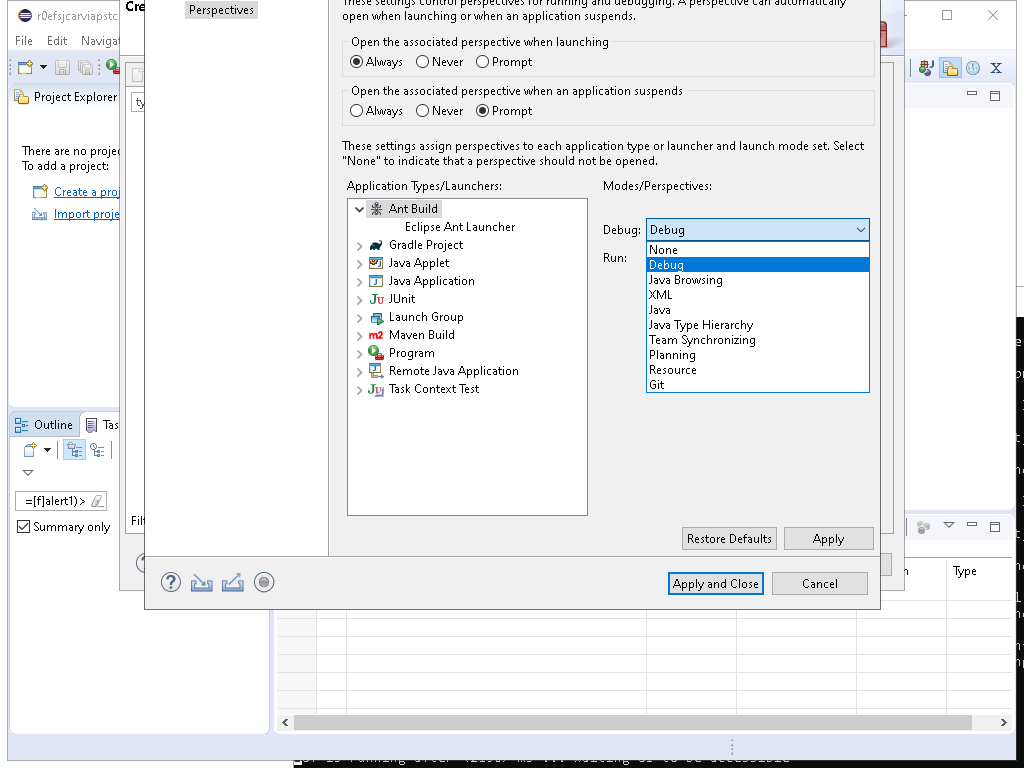 r0efsjcarviapstc
Cre
Perspectives
These settings control perspectives for running and debugging. A perspective can automatically
open when launching or when an application suspends.
File Edit Naviga
Open the associated perspective when launching
Always Never Prompt
Project Explorer
Open the associated perspective when an application suspends
Always Never Prompt
ty
There are no proje
To add a project:
Create a proj
Import proje
These settings assign perspectives to each application type or launcher and launch mode set. Select
"None" to indicate that a perspective should not be opened.
Application Types/Launchers:
Modes/Perspectives:
Ant Build
Eclipse Ant Launcher
Gradle Project
Java Applet
Java Application
JUnit
Launch Group
Maven Build
Program
Remote Java Application
Task Context Test
Debug: Debug
Run:
None
Debug
Java Browsing
XML
Java
Java Type Hierarchy
Team Synchronizing
Planning
Resource
Git
Outline Tas
=[f]alert1)>
Summary only
Filt
Restore Defaults Apply
Apply and Close Cancel
n Type